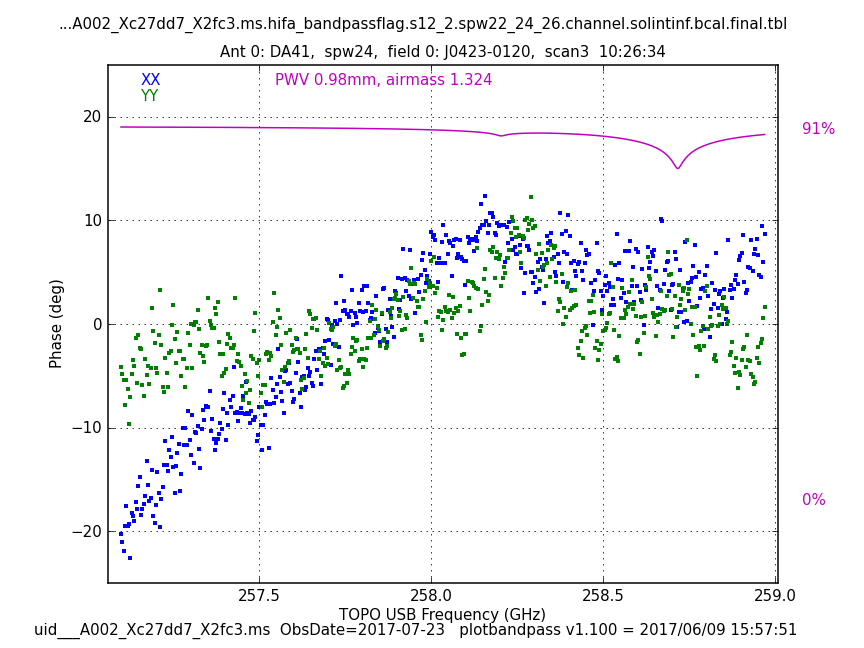 ...A002_Xc27dd7_X2fc3.ms.hifa_bandpassflag.s12_2.spw22_24_26.channel.solintinf.bcal.final.tbl
Ant 0: DA41,  spw24,  field 0: J0423-0120,  scan3  10:26:34
XX
PWV 0.98mm, airmass 1.324
YY
20
91%
10
Phase (deg)
0
−10
0%
−20
257.5
258.0
258.5
259.0
TOPO USB Frequency (GHz)
uid___A002_Xc27dd7_X2fc3.ms  ObsDate=2017-07-23   plotbandpass v1.100 = 2017/06/09 15:57:51